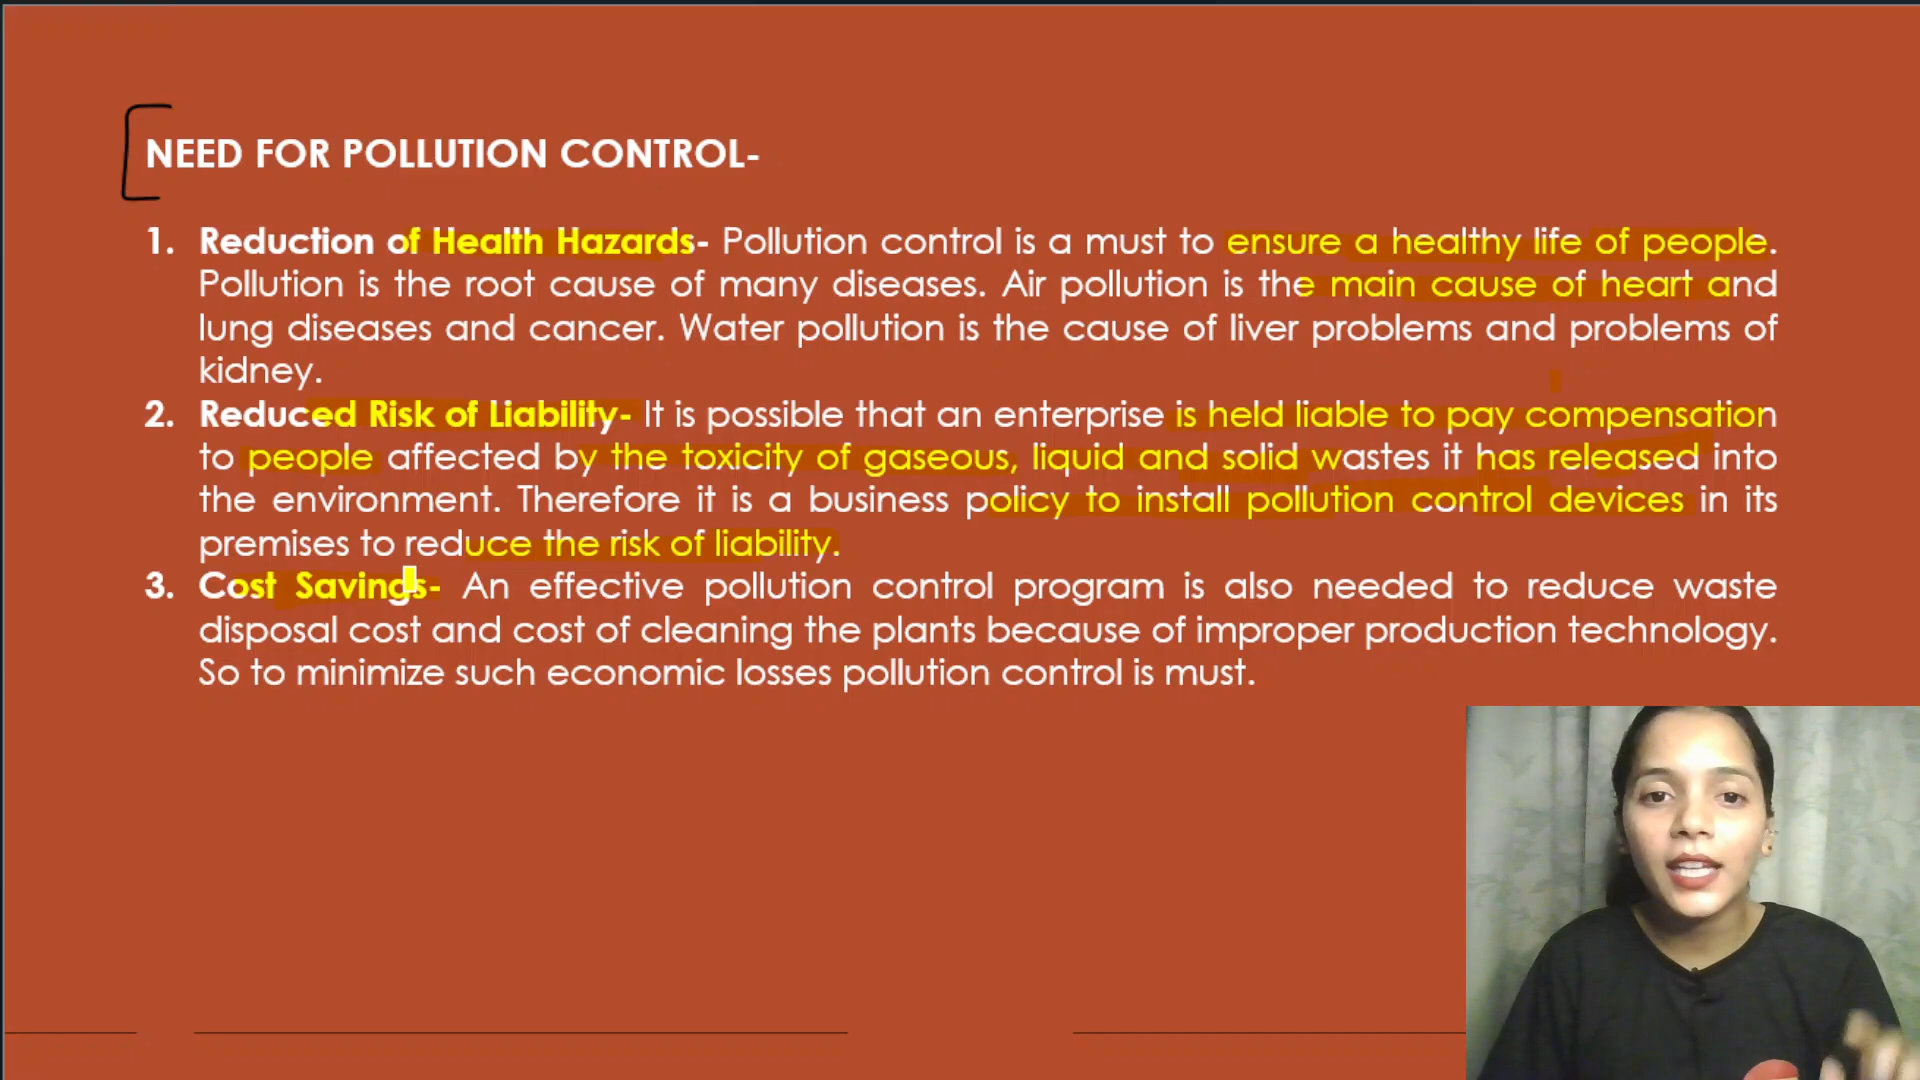 NEED FOR POLLUTION CONTROL-
1. Reduction of Health Hazards- Pollution control is a must to ensure a healthy life of people.
Pollution is the root cause of many diseases. Air pollution is the main cause of heart and
lung diseases and cancer. Water pollution is the cause of liver problems and problems of
kidney.
2. Reduced Risk of Liability- It is possible that an enterprise is held liable to pay compensation
to people affected by the toxicity of gaseous, liquid and solid wastes it has released into
the environment. Therefore it is a business policy to install pollution control devices in its
premises to reduce the risk of liability.
3. Cost Savings- An effective pollution control program is also needed to reduce waste
disposal cost and cost of cleaning the plants because of improper production technology.
So to minimize such economic losses pollution control is must.